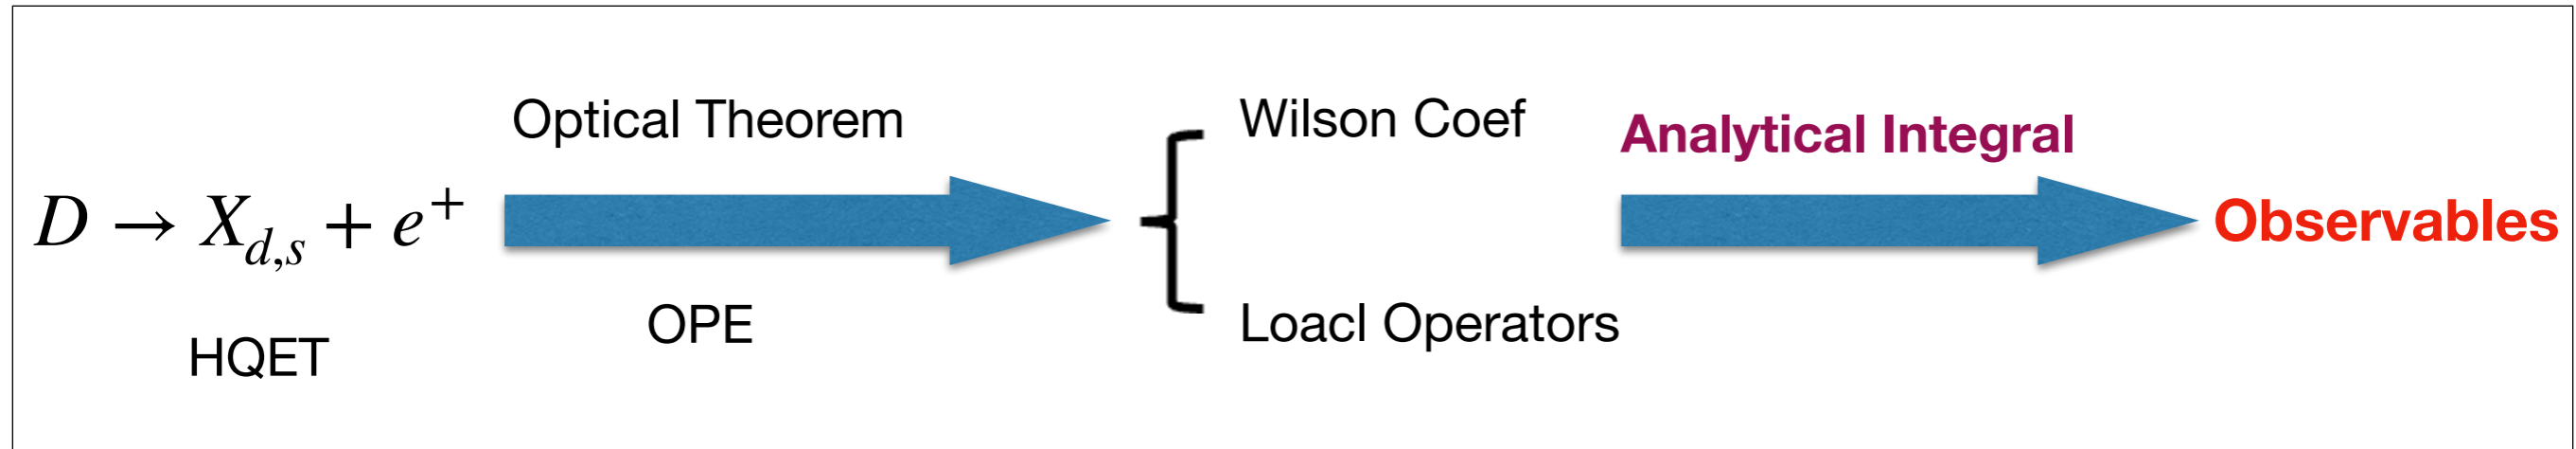 D → X_{d,s} + e^+
HQET
Optical Theorem
OPE
Wilson Coef
Loacl Operators
Analytical Integral
Observables